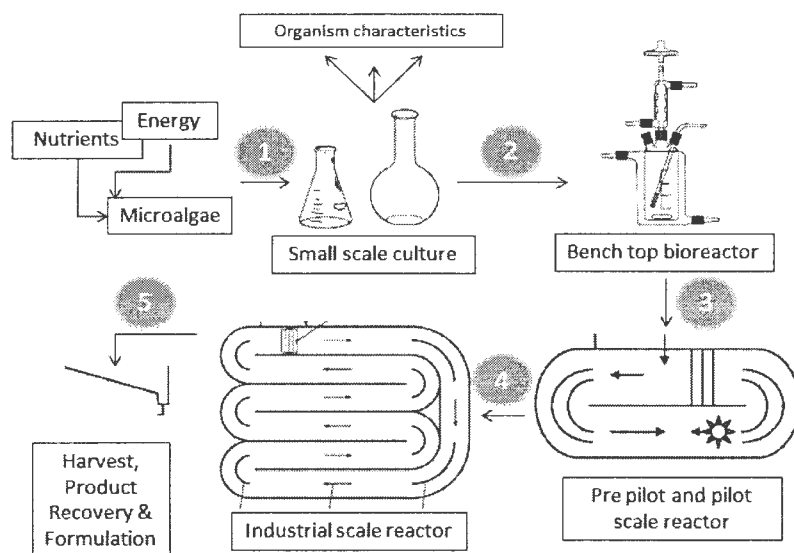 Organism characteristics
Energy
Nutrients
Microalgae
1
2
Small scale culture
Bench top bioreactor
3
4
5
Harvest,
Product
Recovery &
Formulation
Industrial scale reactor
Pre pilot and pilot
scale reactor